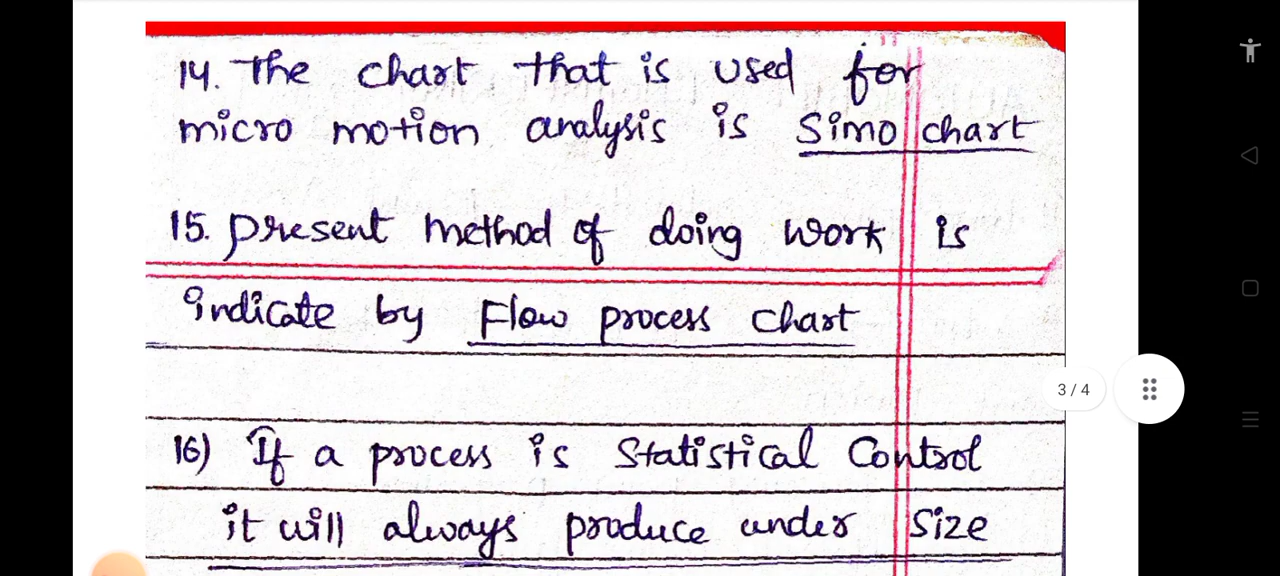 14. The chart that is used for
micro motion analysis is Simo chart
15. present method of doing work is
indicate by Flow process chart
3 / 4
16) If a process is Statistical Control
it will always produce under size